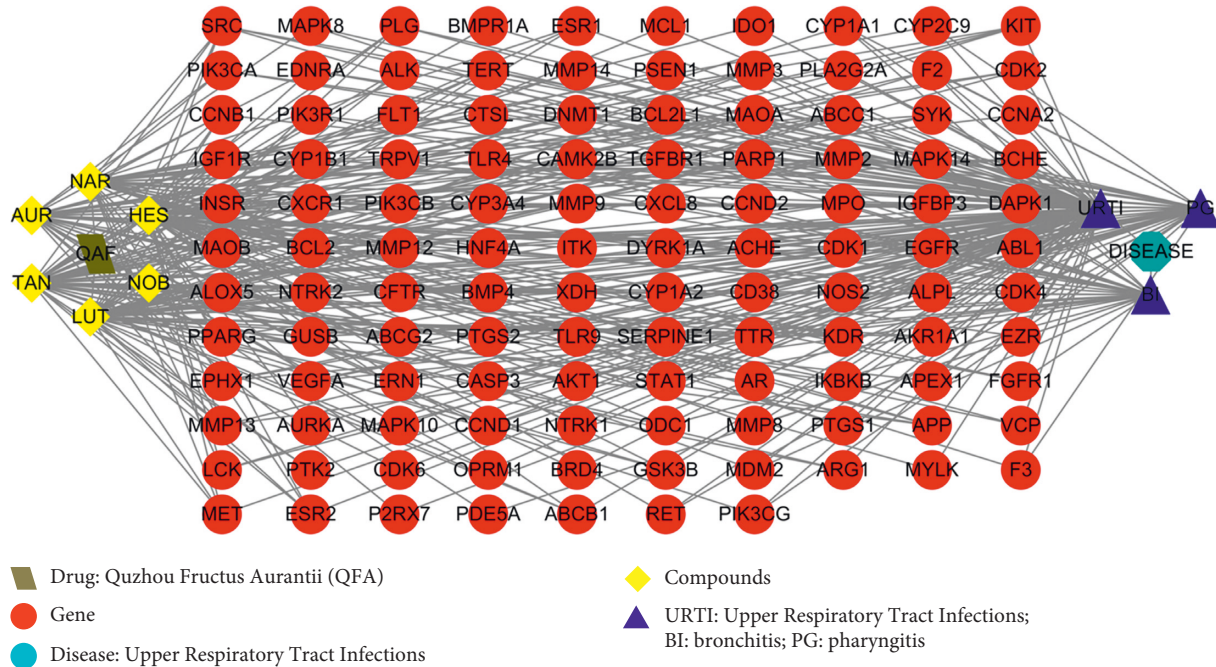 SRC MAPK8 PLG BMPR1A ESR1 MCL1 IDO1 CYP1A1 CYP2C9 KIT
PIK3CA EDNRA ALK TERT MMP14 PSEN1 MMP3 PLA2G2A F2 CDK2
CCNB1 PIK3R1 FLT1 CTSL DNMT1 BCL2L1 MAOA ABCC1 SYK CCNA2
IGF1R CYP1B1 TRPV1 TLR4 CAMK2B TGFBR1 PARP1 MMP2 MAPK14 BCHE
NAR
AUR HES INSR CXCR1 PIK3CB CYP3A4 MMP9 CXCL8 CCND2 MPO IGFBP3 DAPK1 URTI PG
QAF MAOB BCL2 MMP12 HNF4A ITK DYRK1A ACHE CDK1 EGFR ABL1 DISEASE
TAN NOB ALOX5 NTRK2 CFTR BMP4 XDH CYP1A2 CD38 NOS2 ALPL CDK4 BI
LUT PPARG GUSB ABCG2 PTGS2 TLR9 SERPINE1 TTR KDR AKR1A1 EZR
EPHX1 VEGFA ERN1 CASP3 AKT1 STAT1 AR IKBKB APEX1 FGFR1
MMP13 AURKA MAPK10 CCND1 NTRK1 ODC1 MMP8 PTGS1 APP VCP
LCK PTK2 CDK6 OPRM1 BRD4 GSK3B MDM2 ARG1 MYLK F3
MET ESR2 P2RX7 PDE5A ABCB1 RET PIK3CG
Drug: Quzhou Fructus Aurantii (QFA)
Gene
Disease: Upper Respiratory Tract Infections
Compounds
URTI: Upper Respiratory Tract Infections;
BI: bronchitis; PG: pharyngitis